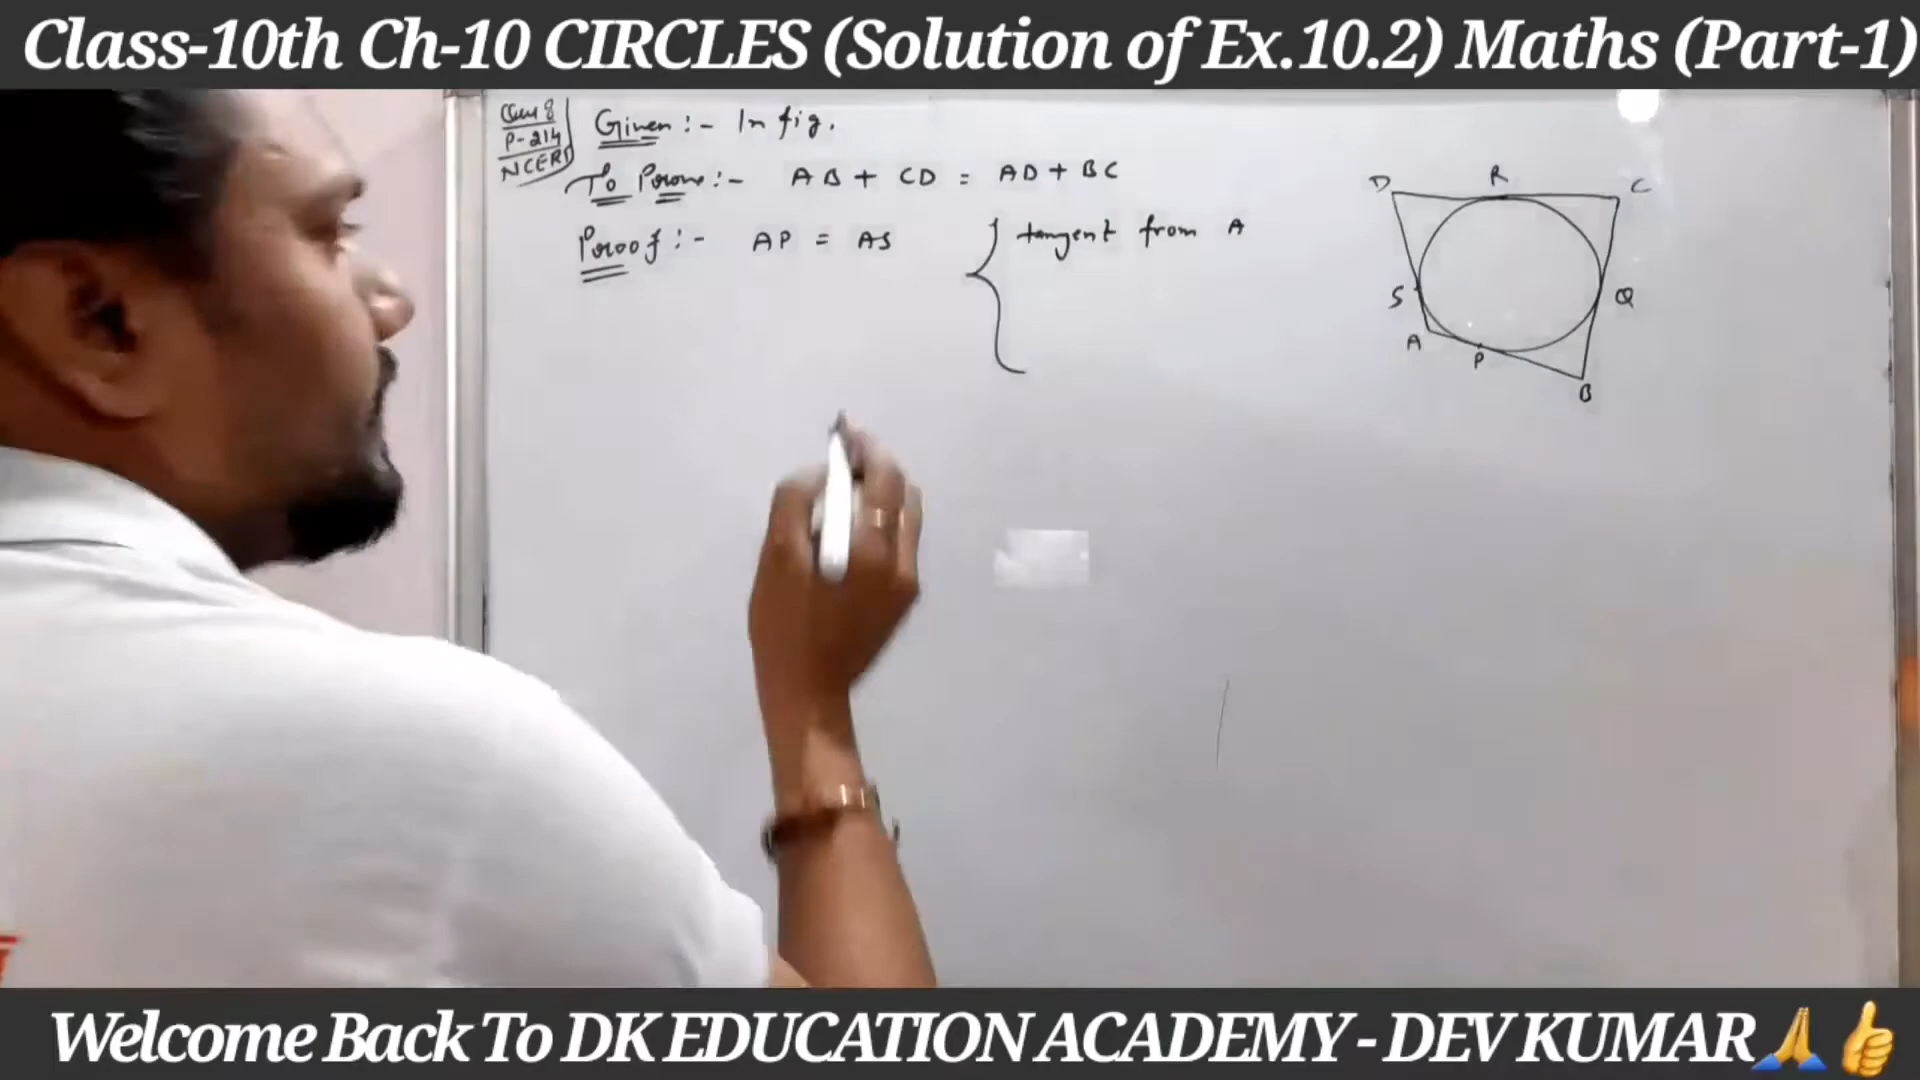 Class-10th Ch-10 CIRCLES (Solution of Ex.10.2) Maths (Part-1)
Ques 8
P-214
NCERT
Given :- In fig.
To Prove :- AB + CD = AD + BC
Proof :- AP = AS { tangent from A
D R C
S Q
A P
B
Welcome Back To DK EDUCATION ACADEMY - DEV KUMAR🙏👍